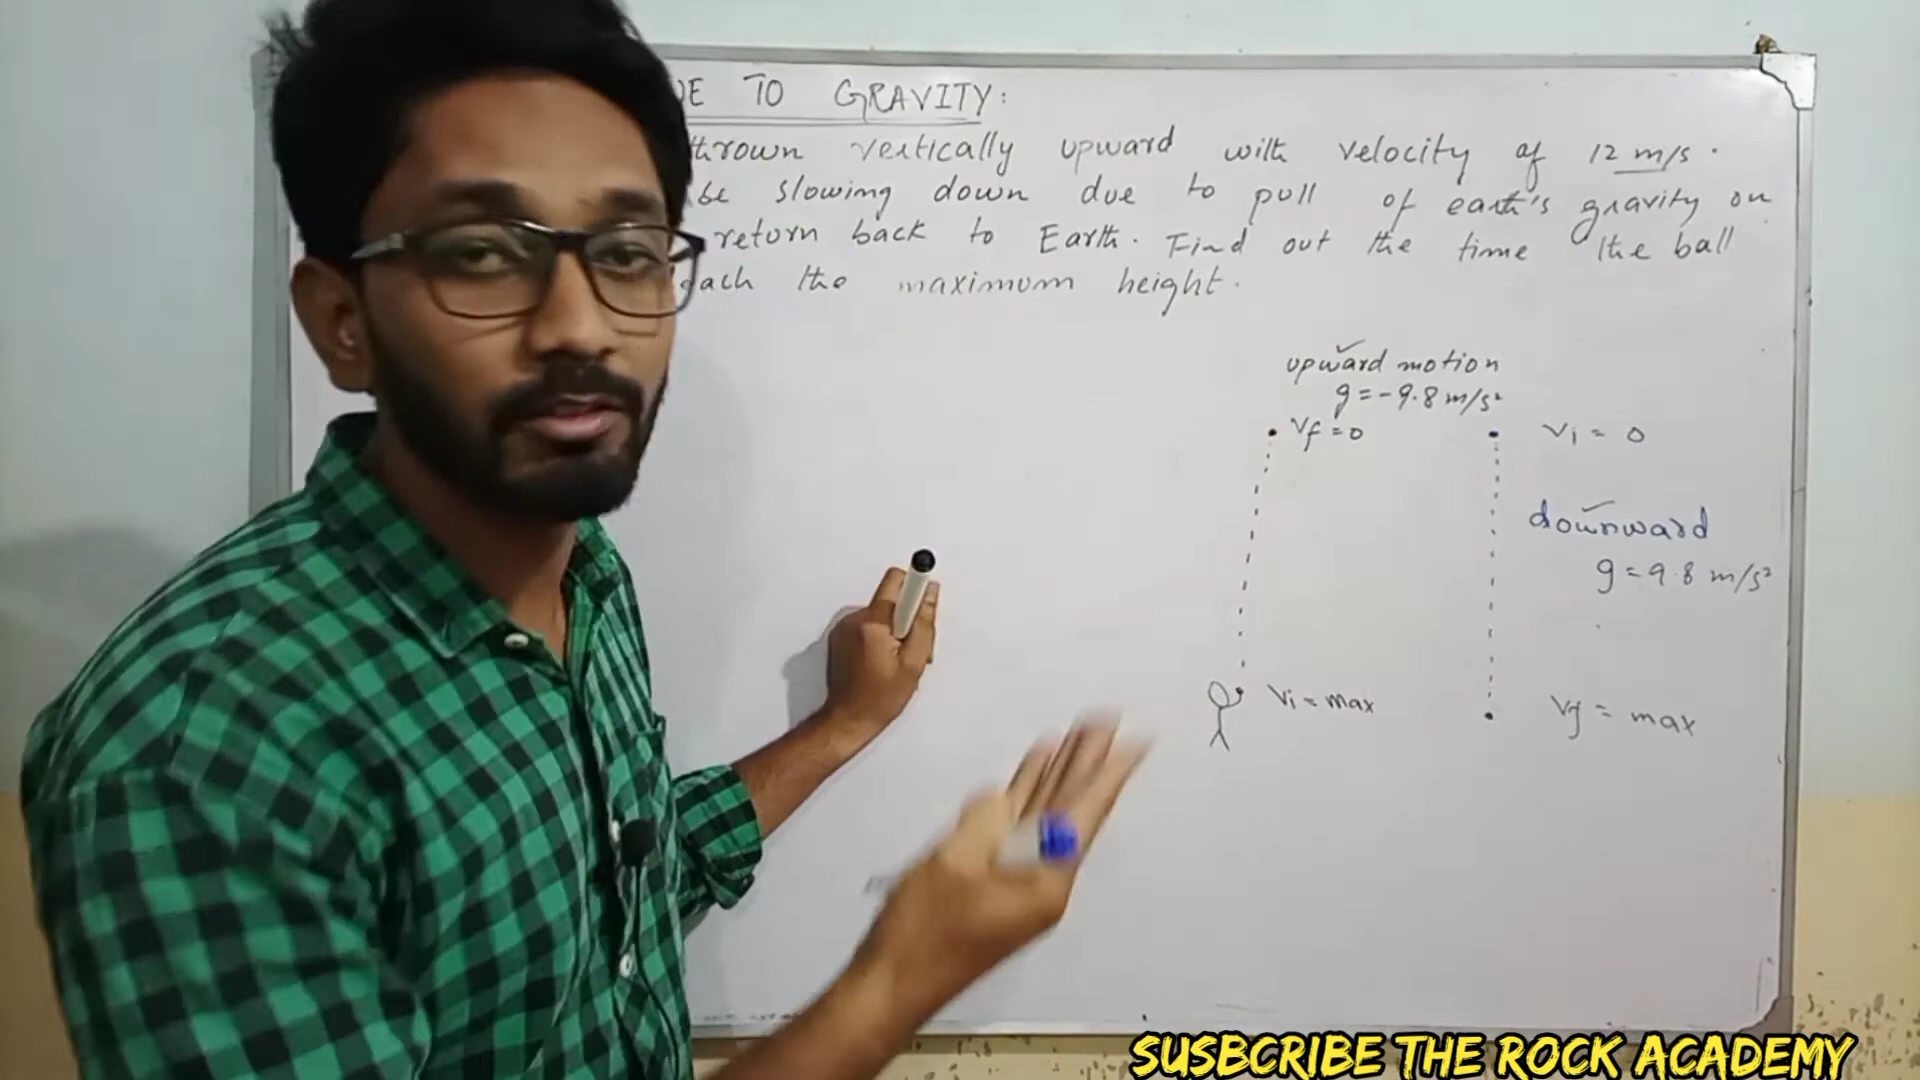 TO GRAVITY:
thrown vertically upward with velocity of 12 m/s.
be slowing down due to pull of earth's gravity on
return back to Earth. Find out the time the ball
the maximum height.
upward motion
g = -9.8 m/s²
Vf = 0
Vi = 0
downward
g = 9.8 m/s²
Vi = max
Vf = max
SUSBCRIBE THE ROCK ACADEMY